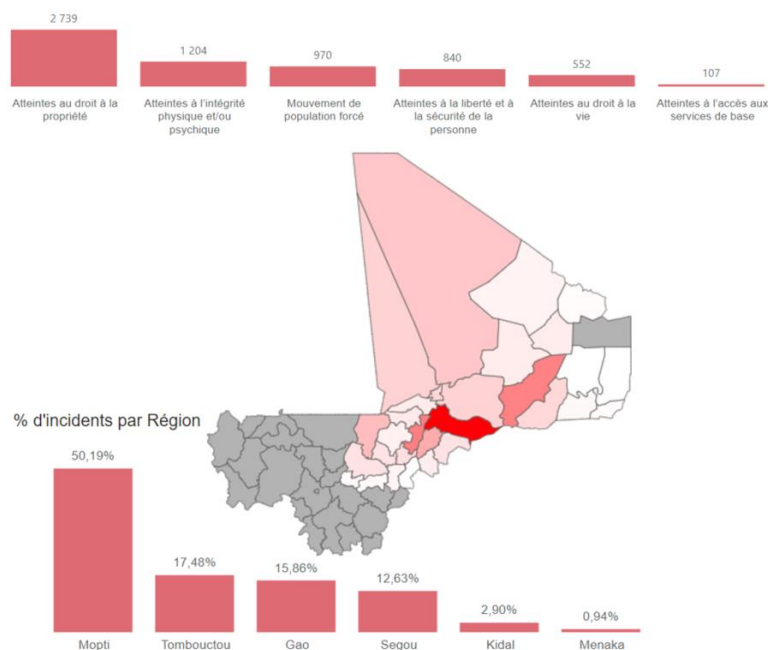 2 739
1 204
970
840
552
107
Atteintes au droit à la
propriété
Atteintes à l'intégrité
physique et/ou
psychique
Mouvement de
population forcé
Atteintes à la liberté et à
la sécurité de la
personne
Atteintes au droit à la
vie
Atteintes à l'accès aux
services de base
% d'incidents par Région
50,19%
17,48%
15,86%
12,63%
2,90%
0,94%
Mopti
Tombouctou
Gao
Segou
Kidal
Menaka